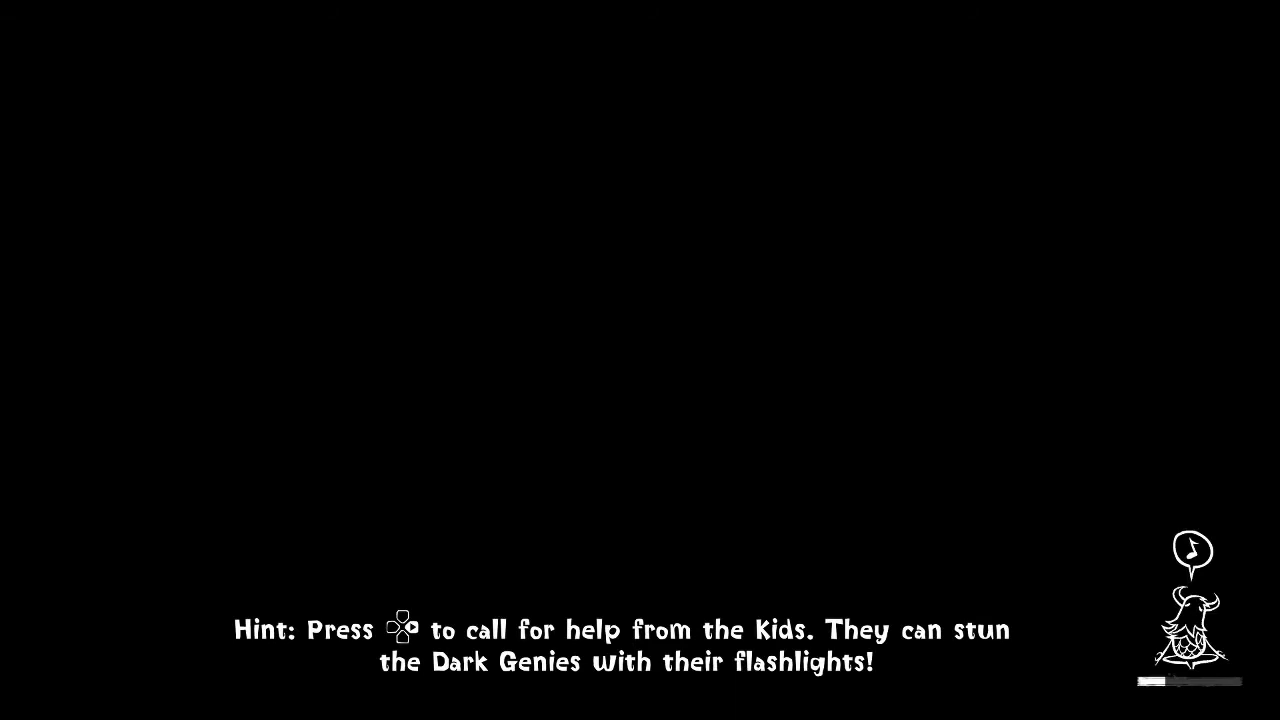 Hint: Press to call for help from the Kids. They can stun
the Dark Genies with their flashlights!